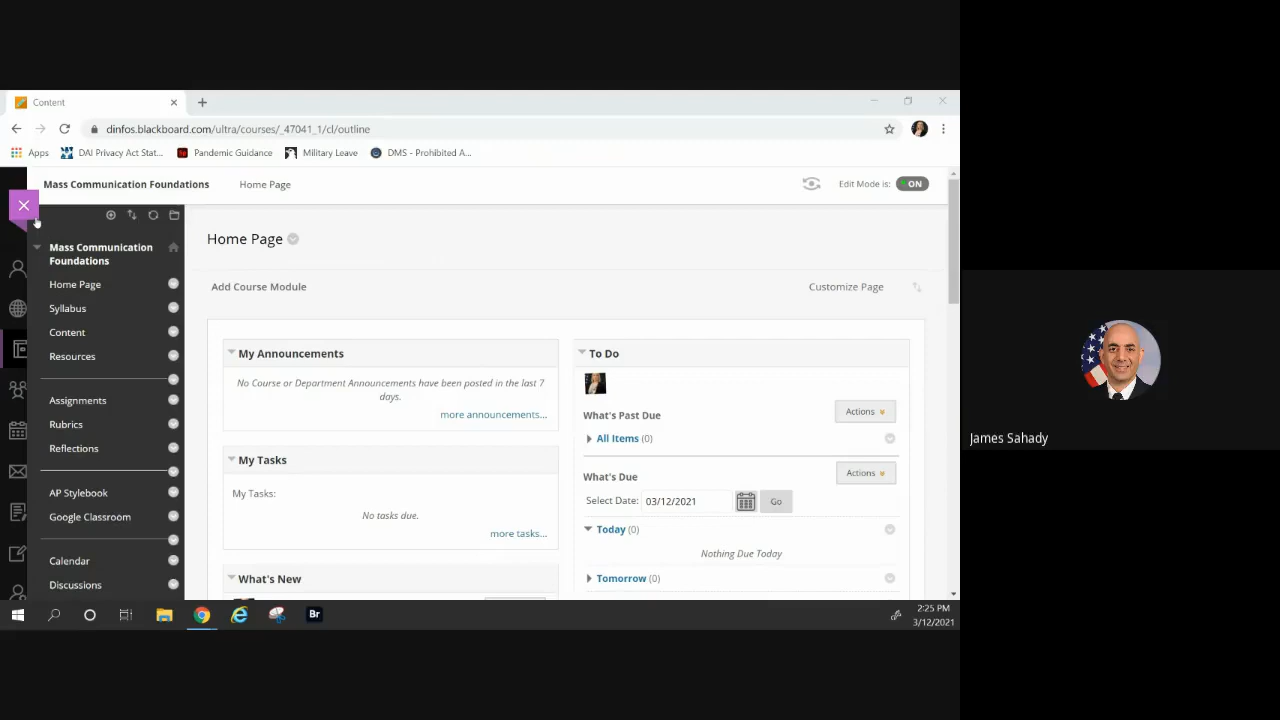 Content
dinfos.blackboard.com/ultra/courses/_47041_1/cl/outline
Apps DAI Privacy Act Stat... Pandemic Guidance Military Leave DMS - Prohibited A...
Mass Communication Foundations Home Page Edit Mode is: ON
Mass Communication
Foundations
Home Page
Syllabus
Content
Resources
Assignments
Rubrics
Reflections
AP Stylebook
Google Classroom
Calendar
Discussions
Home Page
Add Course Module Customize Page
My Announcements
No Course or Department Announcements have been posted in the last 7
days.
more announcements...
My Tasks
My Tasks:
No tasks due.
more tasks...
What's New
To Do
What's Past Due Actions
All Items (0)
What's Due Actions
Select Date: 03/12/2021 Go
Today (0)
Nothing Due Today
Tomorrow (0)
Br
2:25 PM
3/12/2021
James Sahady